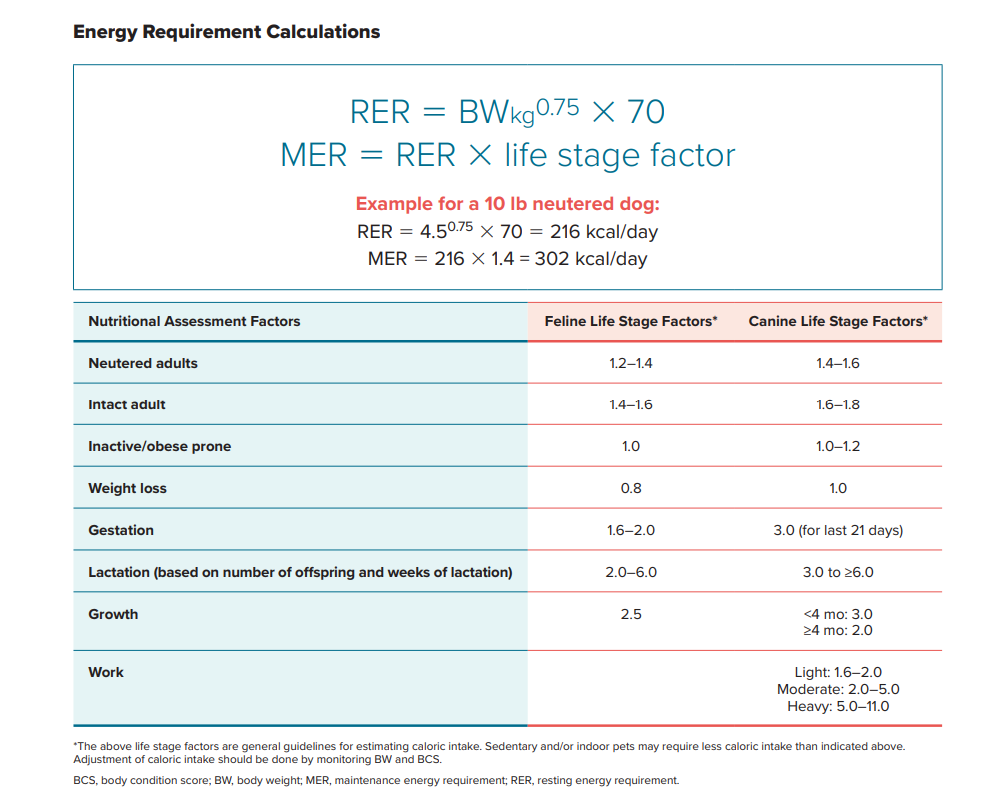 Energy Requirement Calculations
RER = BWkg0.75 × 70
MER = RER × life stage factor
Example for a 10 lb neutered dog:
RER = 4.50.75 × 70 = 216 kcal/day
MER = 216 × 1.4 = 302 kcal/day
Nutritional Assessment Factors Feline Life Stage Factors* Canine Life Stage Factors*
Neutered adults 1.2–1.4 1.4–1.6
Intact adult 1.4–1.6 1.6–1.8
Inactive/obese prone 1.0 1.0–1.2
Weight loss 0.8 1.0
Gestation 1.6–2.0 3.0 (for last 21 days)
Lactation (based on number of offspring and weeks of lactation) 2.0–6.0 3.0 to ≥6.0
Growth 2.5 <4 mo: 3.0
≥4 mo: 2.0
Work Light: 1.6–2.0
Moderate: 2.0–5.0
Heavy: 5.0–11.0
*The above life stage factors are general guidelines for estimating caloric intake. Sedentary and/or indoor pets may require less caloric intake than indicated above.
Adjustment of caloric intake should be done by monitoring BW and BCS.
BCS, body condition score; BW, body weight; MER, maintenance energy requirement; RER, resting energy requirement.